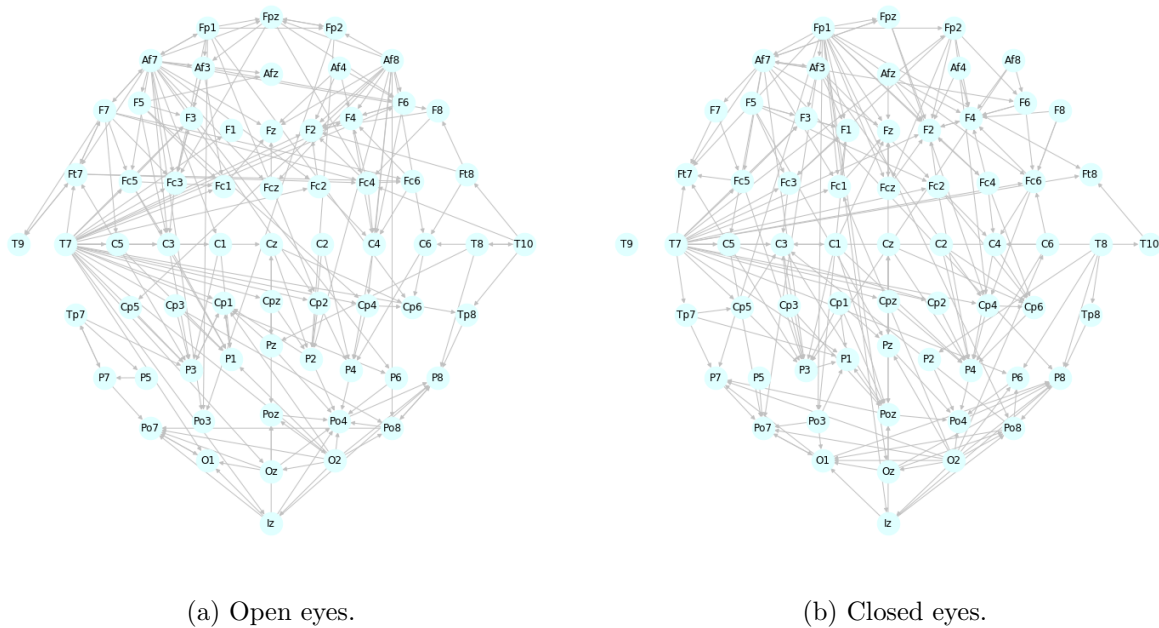 Fpz
Fp1 Fp2
Af7 Af3 Afz Af4 Af8
F7 F5 F3 F1 Fz F2 F4 F6 F8
Ft7 Fc5 Fc3 Fc1 Fcz Fc2 Fc4 Fc6 Ft8
T9 T7 C5 C3 C1 Cz C2 C4 C6 T8 T10
Tp7 Cp5 Cp3 Cp1 Cpz Cp2 Cp4 Cp6 Tp8
P7 P5 P3 P1 Pz P2 P4 P6 P8
Po7 Po3 Poz Po4 Po8
O1 Oz O2
Iz
(a) Open eyes.
Fpz
Fp1 Fp2
Af7 Af3 Afz Af4 Af8
F7 F5 F3 F1 Fz F2 F4 F6 F8
Ft7 Fc5 Fc3 Fc1 Fcz Fc2 Fc4 Fc6 Ft8
T9 T7 C5 C3 C1 Cz C2 C4 C6 T8 T10
Tp7 Cp5 Cp3 Cp1 Cpz Cp2 Cp4 Cp6 Tp8
P7 P5 P3 P1 Pz P2 P4 P6 P8
Po7 Po3 Poz Po4 Po8
O1 Oz O2
Iz
(b) Closed eyes.